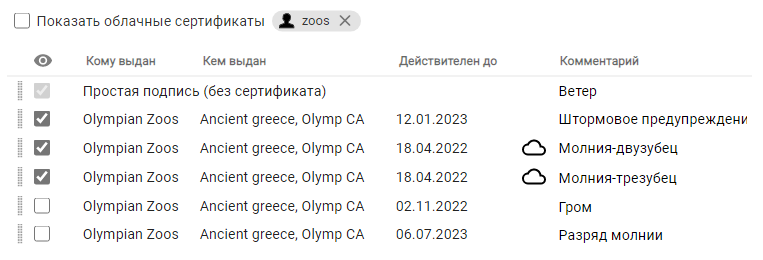 Показать облачные сертификаты zoos
Кому выдан Кем выдан Действителен до Комментарий
Простая подпись (без сертификата) Ветер
Olympian Zoos Ancient greece, Olymp CA 12.01.2023 Штормовое предупреждени
Olympian Zoos Ancient greece, Olymp CA 18.04.2022 Молния-двузубец
Olympian Zoos Ancient greece, Olymp CA 18.04.2022 Молния-трезубец
Olympian Zoos Ancient greece, Olymp CA 02.11.2022 Гром
Olympian Zoos Ancient greece, Olymp CA 06.07.2023 Разряд молнии